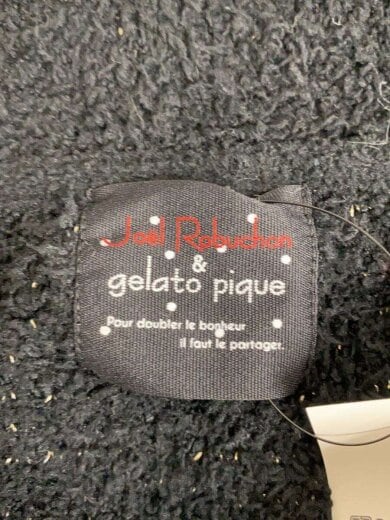 Joël Robuchon
&
gelato pique
Pour doubler le bonheur
il faut le partager.